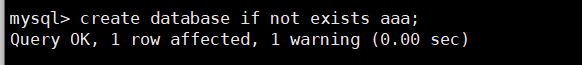 mysql> create database if not exists aaa;
Query OK, 1 row affected, 1 warning (0.00 sec)